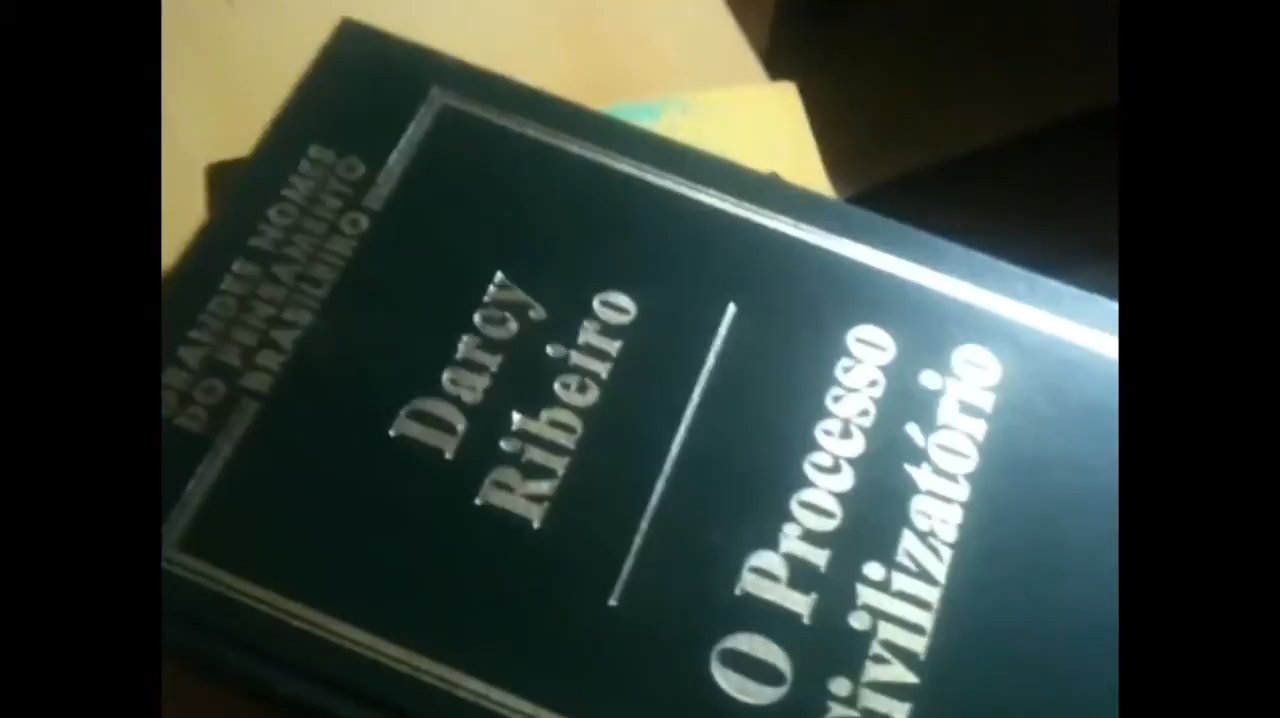 GRANDES NOMES
DO PENSAMENTO
BRASILEIRO
Darcy
Ribeiro
O Processo
Civilizatório